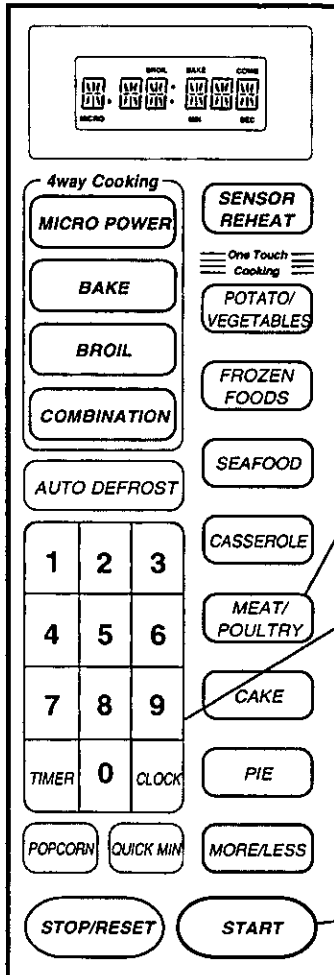 BROIL BAKE COMB
MICRO MIN SEC
4way Cooking
MICRO POWER
BAKE
BROIL
COMBINATION
AUTO DEFROST
1 2 3
4 5 6
7 8 9
TIMER 0 CLOCK
POPCORN QUICK MIN
STOP/RESET
SENSOR
REHEAT
One Touch
Cooking
POTATO/
VEGETABLES
FROZEN
FOODS
SEAFOOD
CASSEROLE
MEAT/
POULTRY
CAKE
PIE
MORE/LESS
START